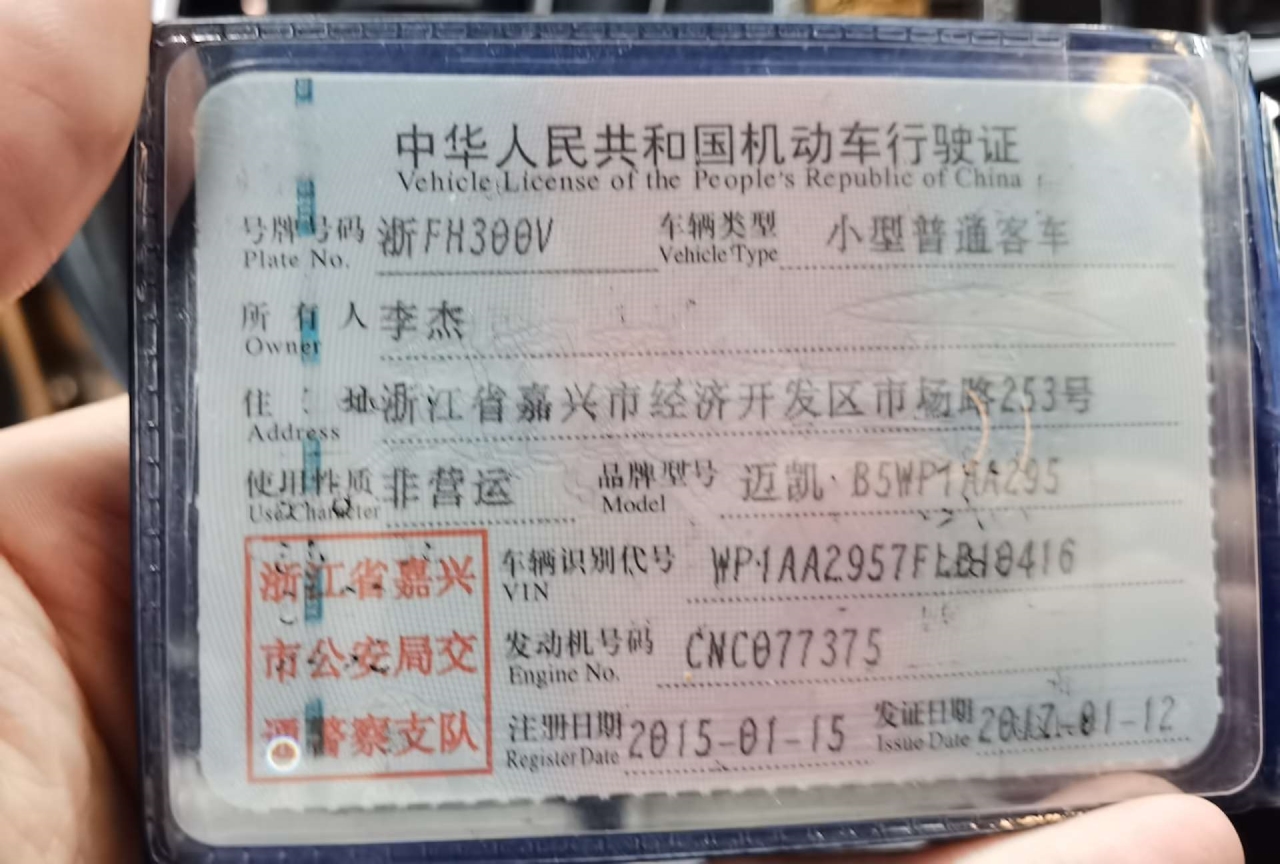 中华人民共和国机动车行驶证
Vehicle License of the People's Republic of China
号牌号码 浙FH300V 车辆类型 小型普通客车
Plate No. Vehicle Type
所有人 李杰
Owner
住址 浙江省嘉兴市经济开发区市场路253号
Address
使用性质 非营运 品牌型号 迈凯·B5WP1AA295
Use Character Model
浙江省嘉兴
市公安局交
通警察支队
车辆识别代号 WP1AA2957FLB10416
VIN
发动机号码 CNC077375
Engine No.
注册日期 2015-01-15 发证日期 2017-01-12
Register Date Issue Date